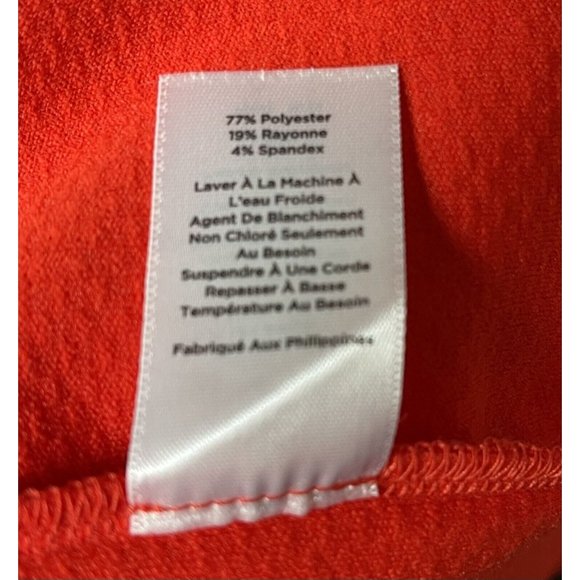 77% Polyester
19% Rayonne
4% Spandex
Laver À La Machine À
L'eau Froide
Agent De Blanchiment
Non Chloré Seulement
Au Besoin
Suspendre À Une Corde
Repasser À Basse
Température Au Besoin
Fabriqué Aux Philippines